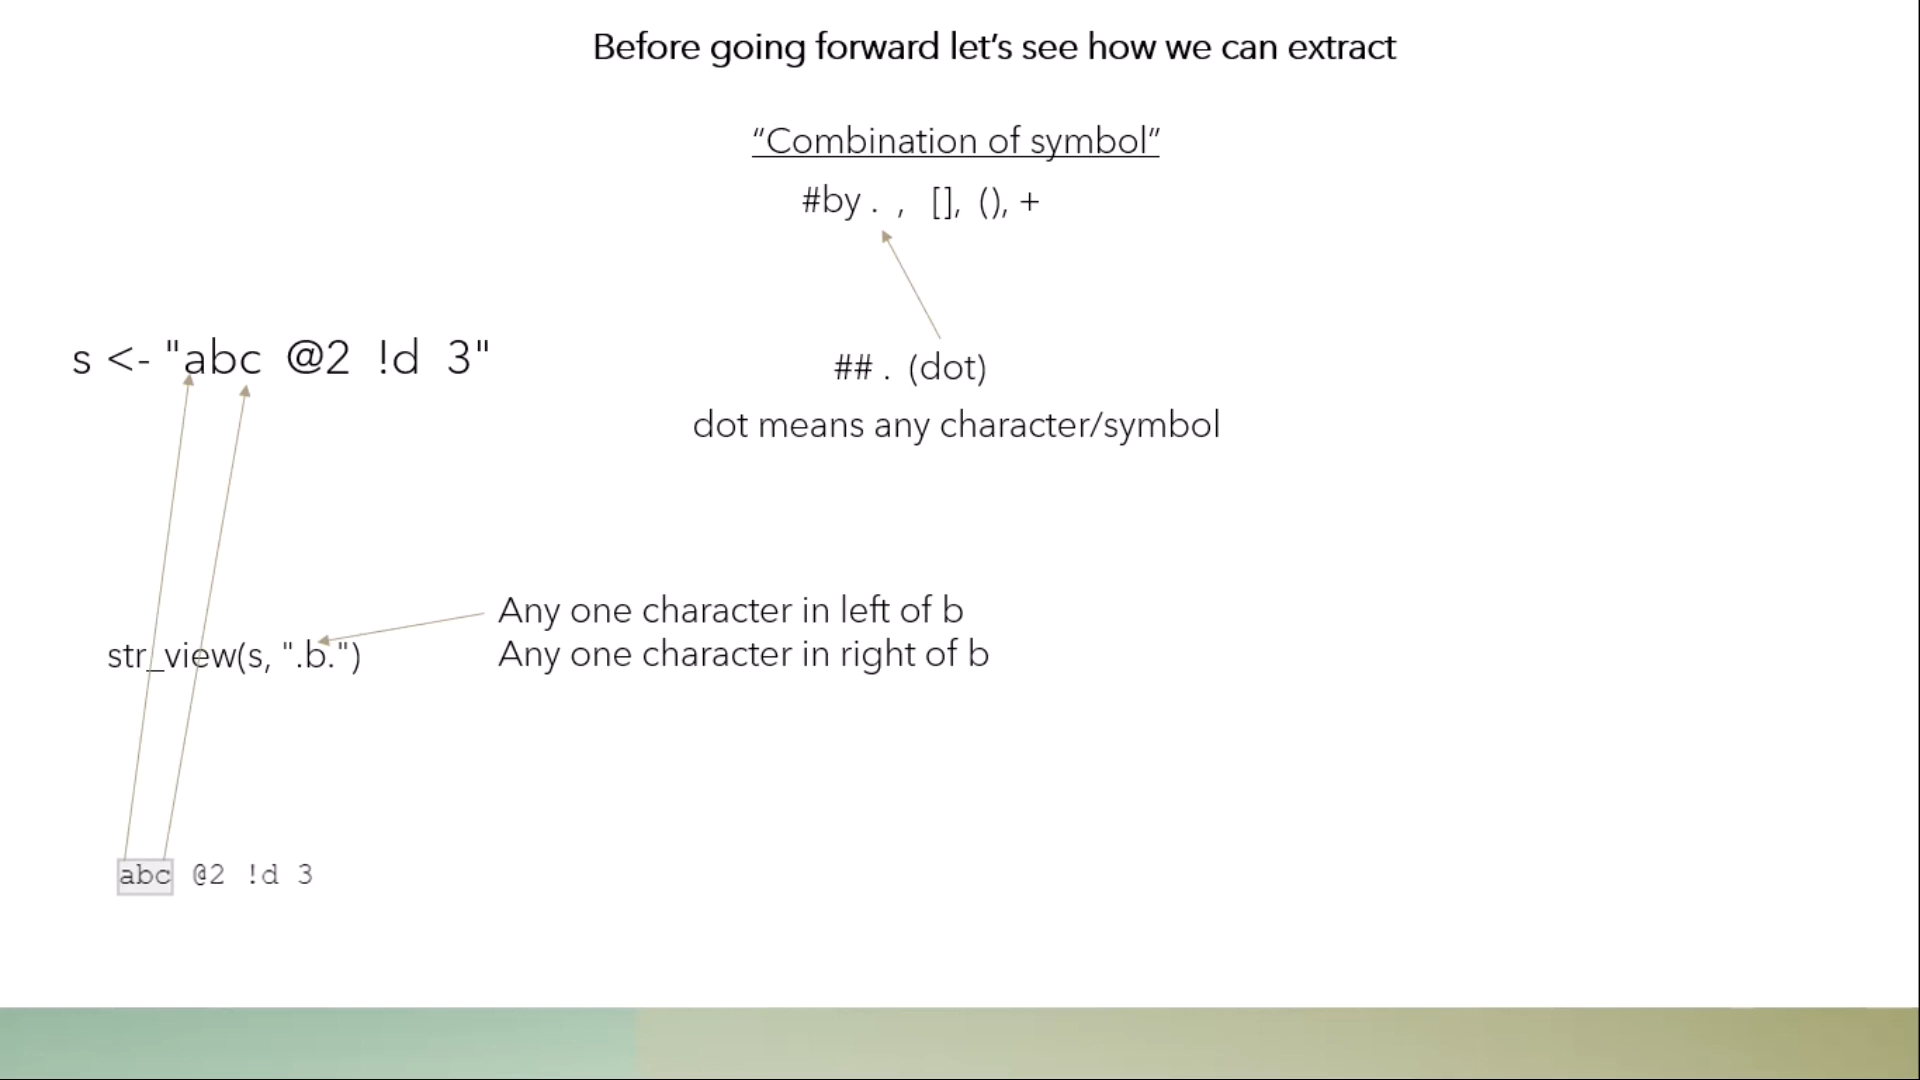 Before going forward let’s see how we can extract
“Combination of symbol”
#by . , [], (), +
s <- "abc @2 !d 3"
## . (dot)
dot means any character/symbol
Any one character in left of b
str_view(s, ".b.")
Any one character in right of b
abc @2 !d 3